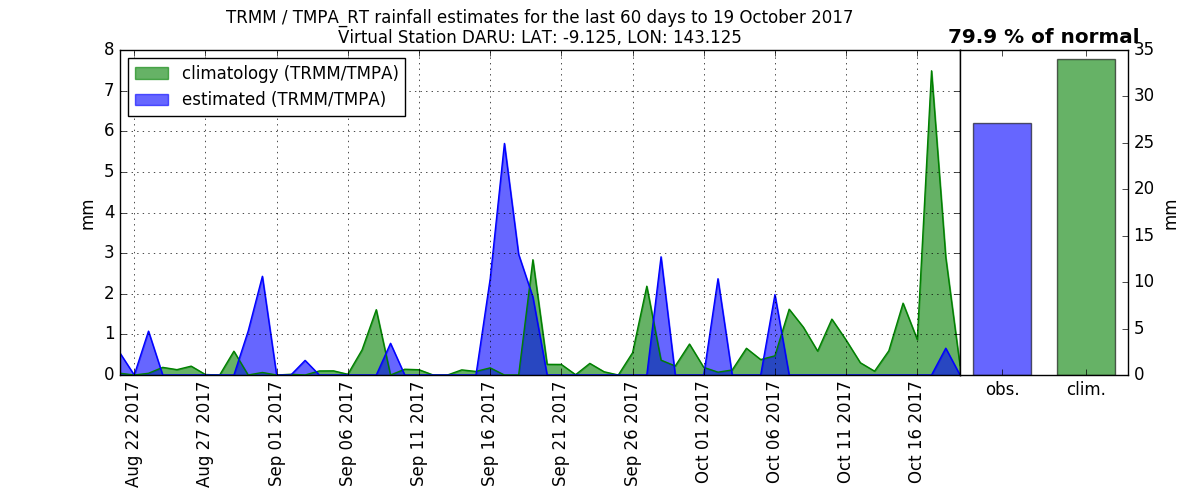 TRMM / TMPA_RT rainfall estimates for the last 60 days to 19 October 2017
Virtual Station DARU: LAT: -9.125, LON: 143.125
79.9 % of normal
climatology (TRMM/TMPA)
estimated (TRMM/TMPA)
8
7
6
5
4
3
2
1
0
mm
Aug 22 2017
Aug 27 2017
Sep 01 2017
Sep 06 2017
Sep 11 2017
Sep 16 2017
Sep 21 2017
Sep 26 2017
Oct 01 2017
Oct 06 2017
Oct 11 2017
Oct 16 2017
35
30
25
20
15
10
5
0
mm
obs.
clim.